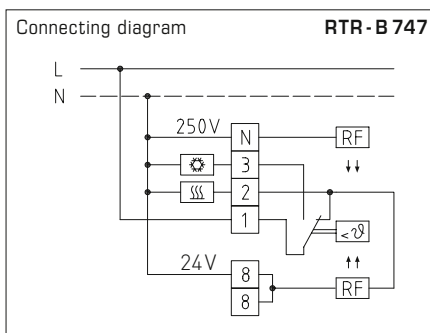 Connecting diagram RTR-B 747
L
N
250V N RF
3
2
1
< ϑ
24V 8
8 RF